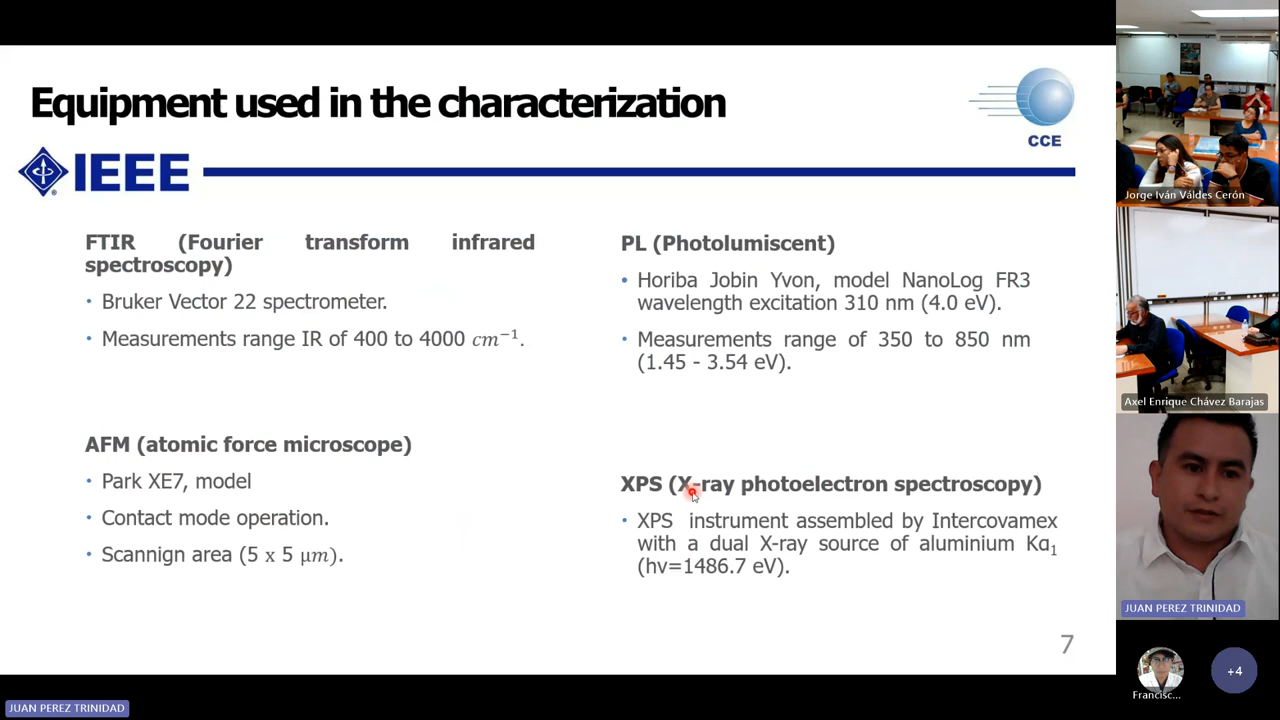 Equipment used in the characterization
CCE
IEEE
FTIR (Fourier transform infrared
spectroscopy)
• Bruker Vector 22 spectrometer.
• Measurements range IR of 400 to 4000 cm⁻¹.
AFM (atomic force microscope)
• Park XE7, model
• Contact mode operation.
• Scannign area (5 x 5 μm).
PL (Photolumiscent)
• Horiba Jobin Yvon, model NanoLog FR3
wavelength excitation 310 nm (4.0 eV).
• Measurements range of 350 to 850 nm
(1.45 - 3.54 eV).
XPS (X-ray photoelectron spectroscopy)
• XPS instrument assembled by Intercovamex
with a dual X-ray source of aluminium Kα₁
(hv=1486.7 eV).
7
JUAN PEREZ TRINIDAD
Jorge Iván Váldes Cerón
Axel Enrique Chávez Barajas
JUAN PEREZ TRINIDAD
Francisc...
+4